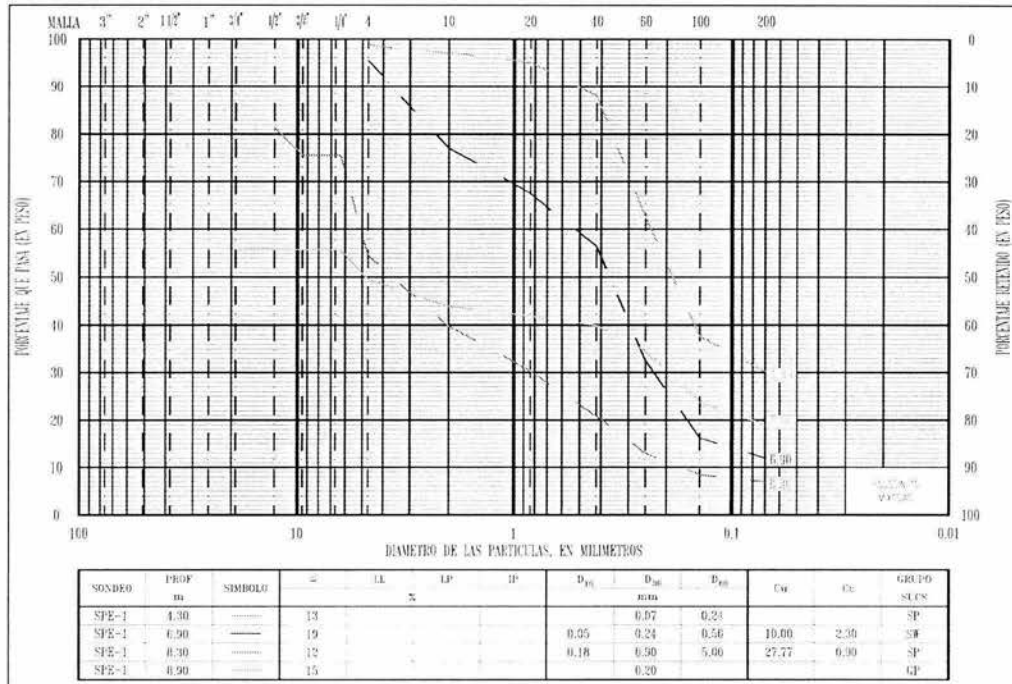 MALLA 3" 2" 1 1/2" 1" 3/4" 1/2" 3/8" 1/4" 4 10 20 40 60 100 200
PORCENTAJE QUE PASA (EN PESO)
100
90
80
70
60
50
40
30
20
10
0
PORCENTAJE RETENIDO (EN PESO)
0
10
20
30
40
50
60
70
80
90
100
6.90
100 10 1 0.1 0.01
DIAMETRO DE LAS PARTICULAS, EN MILIMETROS
SONDEO PROF m SIMBOLO LL LP IP % D10 D30 D60 mm Cu Cc GRUPO SUCS
SPE-1 4.30 13 0.07 0.24 SP
SPE-1 6.90 19 0.05 0.24 0.56 10.00 2.30 SW
SPE-1 8.30 12 0.18 0.90 5.00 27.77 0.90 SP
SPE-1 8.90 15 0.20 GP